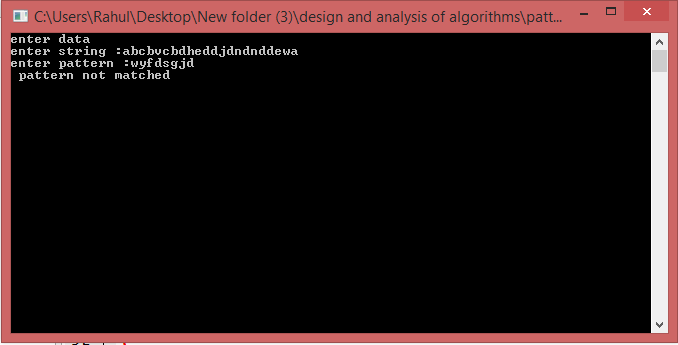 C:\Users\Rahul\Desktop\New folder (3)\design and analysis of algorithms\patt...
enter data
enter string :abcbvcbdheddjdndnddewa
enter pattern :wyfdsgjd
 pattern not matched